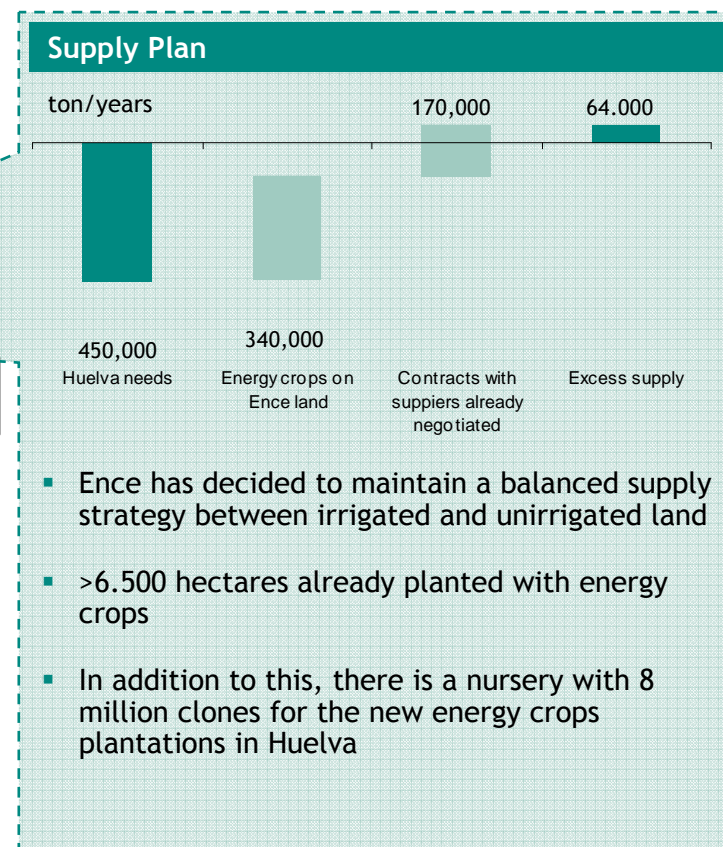 Supply Plan
ton/years
170,000
64.000
450,000
340,000
Huelva needs
Energy crops on
Ence land
Contracts with
suppiers already
negotiated
Excess supply
Ence has decided to maintain a balanced supply
strategy between irrigated and unirrigated land
>6.500 hectares already planted with energy
crops
In addition to this, there is a nursery with 8
million clones for the new energy crops
plantations in Huelva